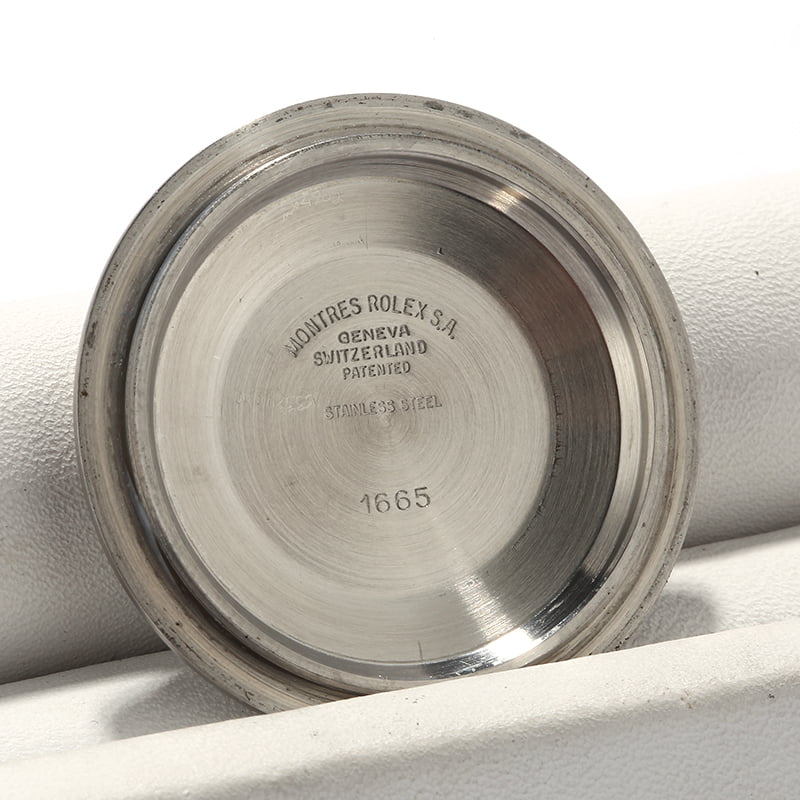 MONTRES ROLEX S.A.
GENEVA
SWITZERLAND
PATENTED
STAINLESS STEEL
1665